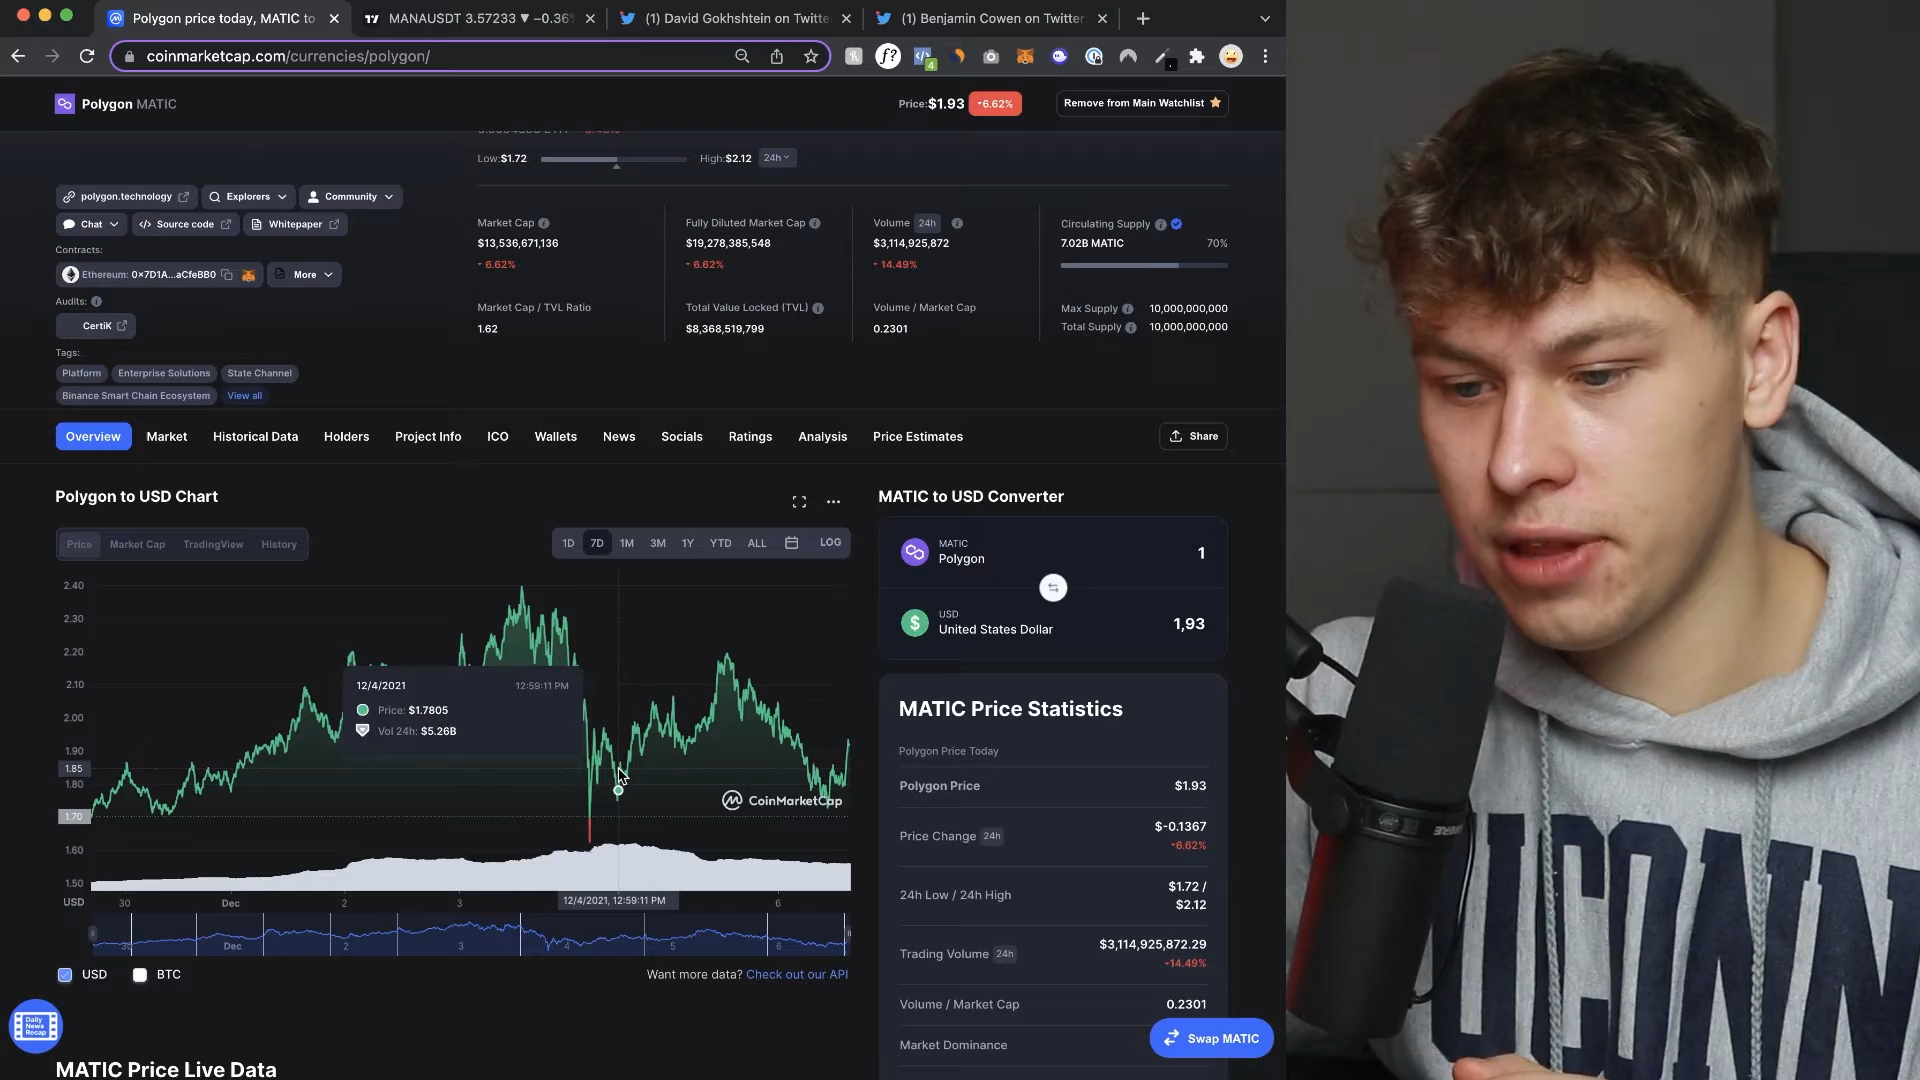 Polygon price today, MATIC to
MANAUSDT 3.57233 ▼ −0.36
(1) David Gokhshtein on Twitte
(1) Benjamin Cowen on Twitter
coinmarketcap.com/currencies/polygon/
f?
4
Polygon MATIC
Price:$1.93
-6.62%
Remove from Main Watchlist
Low:$1.72
High:$2.12
24h
polygon.technology
Explorers
Community
Chat
Source code
Whitepaper
Contracts:
Ethereum: 0x7D1A...aCfeBB0
More
Audits:
CertiK
Tags:
Platform
Enterprise Solutions
State Channel
Binance Smart Chain Ecosystem
View all
Market Cap
$13,536,671,136
6.62%
Market Cap / TVL Ratio
1.62
Fully Diluted Market Cap
$19,278,385,548
6.62%
Total Value Locked (TVL)
$8,368,519,799
Volume 24h
$3,114,925,872
14.49%
Volume / Market Cap
0.2301
Circulating Supply
7.02B MATIC 70%
Max Supply 10,000,000,000
Total Supply 10,000,000,000
Overview
Market
Historical Data
Holders
Project Info
ICO
Wallets
News
Socials
Ratings
Analysis
Price Estimates
Share
Polygon to USD Chart
Price
Market Cap
TradingView
History
1D
7D
1M
3M
1Y
YTD
ALL
LOG
2.40
2.30
2.20
2.10
2.00
1.90
1.85
1.80
1.70
1.60
1.50
USD
12/4/2021 12:59:11 PM
Price: $1.7805
Vol 24h: $5.26B
CoinMarketCap
30
Dec
2
3
12/4/2021, 12:59:11 PM
6
Dec
2
3
4
5
6
USD
BTC
Want more data? Check out our API
Daily
News
Recap
MATIC Price Live Data
MATIC to USD Converter
MATIC
Polygon
1
USD
United States Dollar
1,93
MATIC Price Statistics
Polygon Price Today
Polygon Price $1.93
Price Change 24h
$-0.1367
6.62%
24h Low / 24h High
$1.72 /
$2.12
Trading Volume 24h
$3,114,925,872.29
14.49%
Volume / Market Cap 0.2301
Market Dominance
Swap MATIC
UCONN